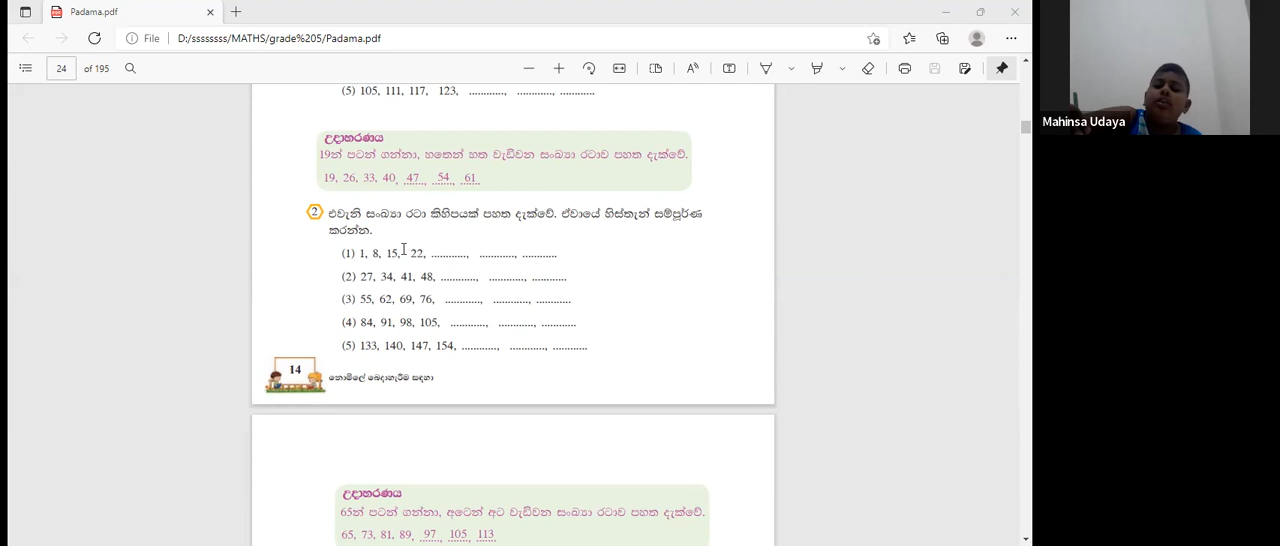 Padama.pdf
File
D:/ssssssss/MATHS/grade%205/Padama.pdf
24
of 195
Mahinsa Udaya
(5) 105, 111, 117, 123, ............, ............, ............
උදාහරණය
19න් පටන් ගන්නා, හතෙන් හත වැඩිවන සංඛ්‍යා රටාව පහත දැක්වේ.
19, 26, 33, 40, 47, 54, 61
2 එවැනි සංඛ්‍යා රටා කිහිපයක් පහත දැක්වේ. ඒවායේ හිස්තැන් සම්පූර්ණ
කරන්න.
(1) 1, 8, 15, 22, ............, ............, ............
(2) 27, 34, 41, 48, ............, ............, ............
(3) 55, 62, 69, 76, ............, ............, ............
(4) 84, 91, 98, 105, ............, ............, ............
(5) 133, 140, 147, 154, ............, ............, ............
14
නොමිලේ බෙදාහැරීම සඳහා
උදාහරණය
65න් පටන් ගන්නා, අටෙන් අට වැඩිවන සංඛ්‍යා රටාව පහත දැක්වේ.
65, 73, 81, 89, 97, 105, 113